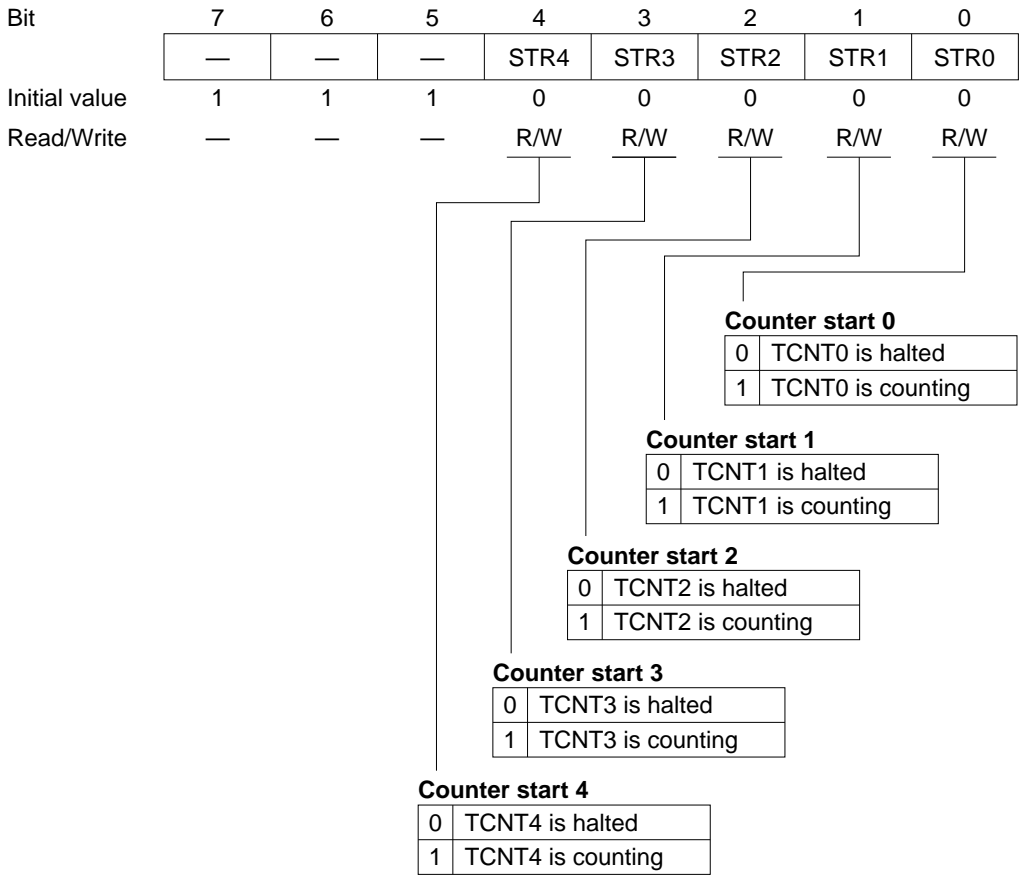 Bit 7 6 5 4 3 2 1 0
— — — STR4 STR3 STR2 STR1 STR0
Initial value 1 1 1 0 0 0 0 0
Read/Write — — — R/W R/W R/W R/W R/W
Counter start 0
0 TCNT0 is halted
1 TCNT0 is counting
Counter start 1
0 TCNT1 is halted
1 TCNT1 is counting
Counter start 2
0 TCNT2 is halted
1 TCNT2 is counting
Counter start 3
0 TCNT3 is halted
1 TCNT3 is counting
Counter start 4
0 TCNT4 is halted
1 TCNT4 is counting